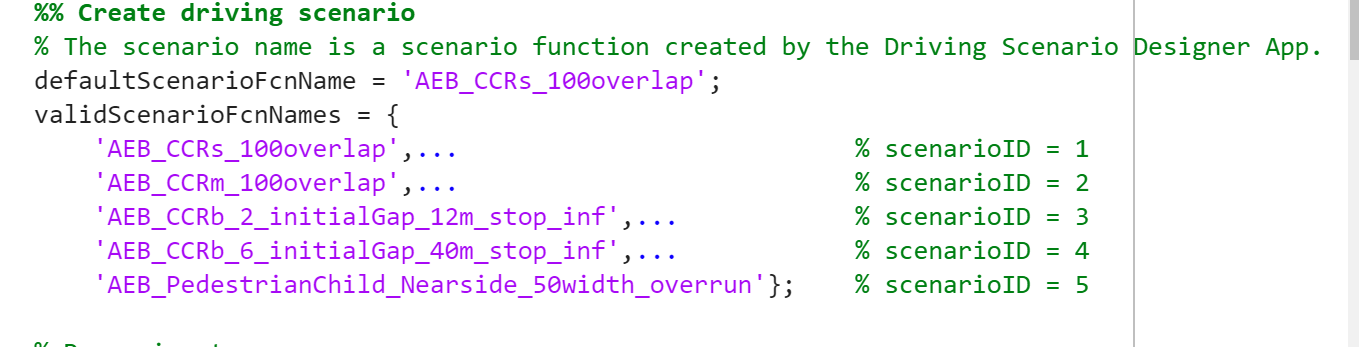 %% Create driving scenario
% The scenario name is a scenario function created by the Driving Scenario Designer App.
defaultScenarioFcnName = 'AEB_CCRs_100overlap';
validScenarioFcnNames = {
'AEB_CCRs_100overlap',... % scenarioID = 1
'AEB_CCRm_100overlap',... % scenarioID = 2
'AEB_CCRb_2_initialGap_12m_stop_inf',... % scenarioID = 3
'AEB_CCRb_6_initialGap_40m_stop_inf',... % scenarioID = 4
'AEB_PedestrianChild_Nearside_50width_overrun'}; % scenarioID = 5